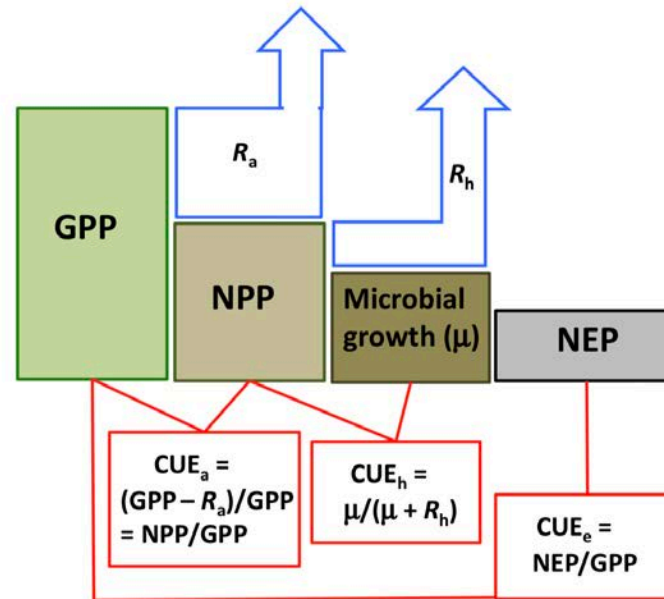 Rₐ
Rₕ
GPP
NPP
Microbial
growth (μ)
NEP
CUEₐ =
(GPP – Rₐ)/GPP
= NPP/GPP
CUEₕ =
μ/(μ + Rₕ)
CUEₑ =
NEP/GPP